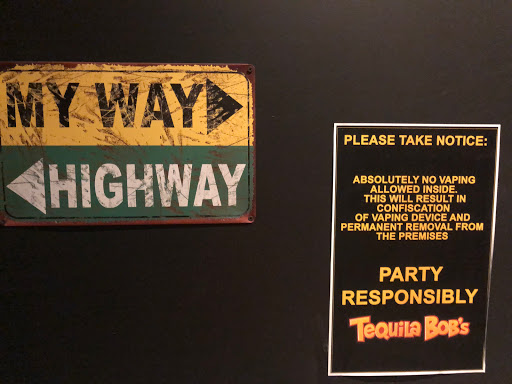 MY WAY
HIGHWAY
PLEASE TAKE NOTICE:
ABSOLUTELY NO VAPING
ALLOWED INSIDE.
THIS WILL RESULT IN
CONFISCATION
OF VAPING DEVICE AND
PERMANENT REMOVAL FROM
THE PREMISES
PARTY
RESPONSIBLY
TEQUILA BOB'S